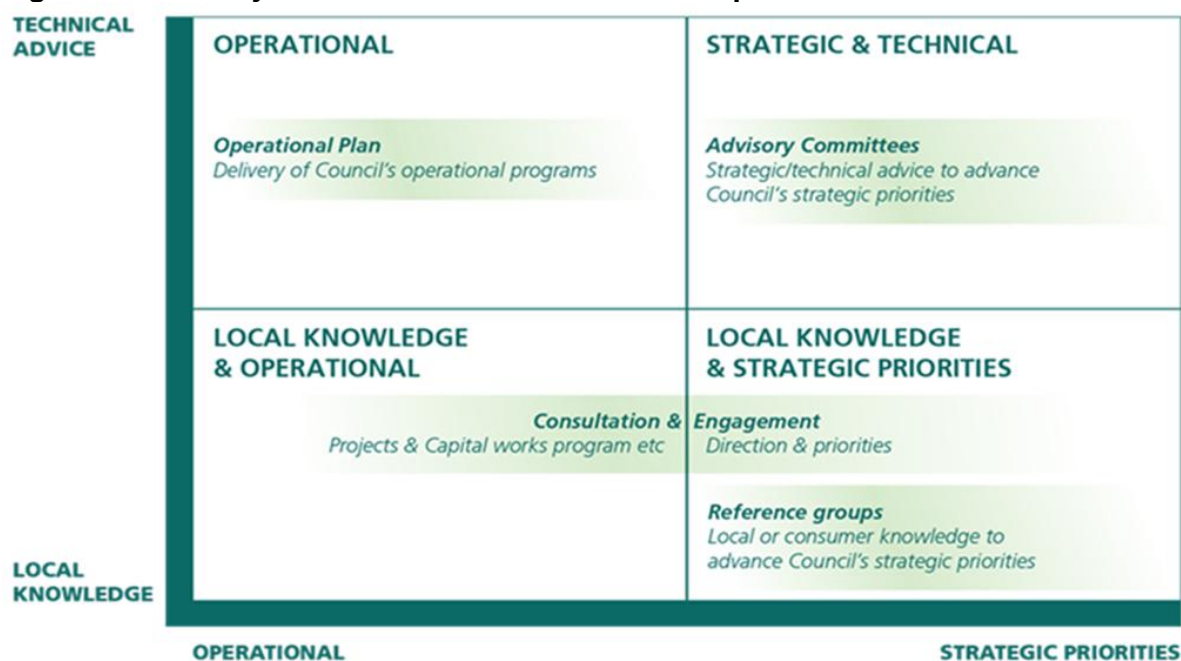 TECHNICAL
ADVICE
OPERATIONAL
Operational Plan
Delivery of Council's operational programs
STRATEGIC & TECHNICAL
Advisory Committees
Strategic/technical advice to advance
Council's strategic priorities
LOCAL KNOWLEDGE
& OPERATIONAL
LOCAL KNOWLEDGE
& STRATEGIC PRIORITIES
Consultation & Engagement
Projects & Capital works program etc
Direction & priorities
Reference groups
Local or consumer knowledge to
advance Council's strategic priorities
LOCAL
KNOWLEDGE
OPERATIONAL
STRATEGIC PRIORITIES